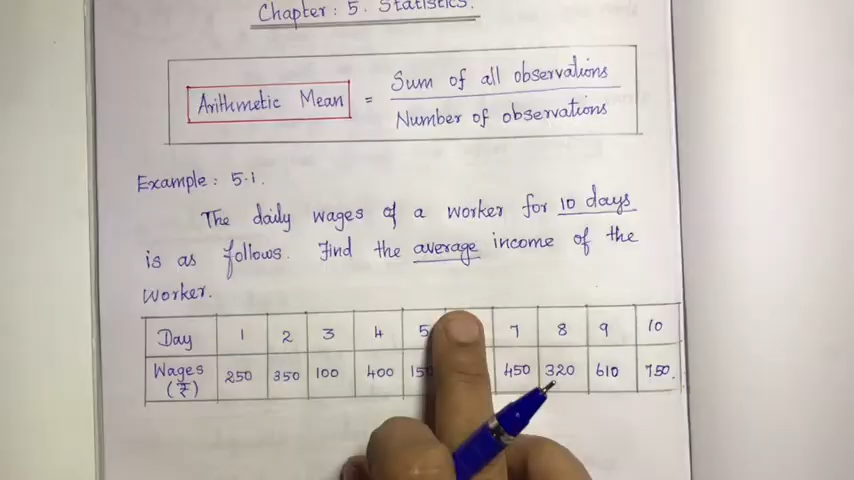 Chapter: 5. Statistics.
Arithmetic Mean = Sum of all observations
Number of observations
Example: 5.1.
The daily wages of a worker for 10 days
is as follows. Find the average income of the
worker.
Day 1 2 3 4 5 7 8 9 10
Wages (₹) 250 350 100 400 450 320 610 750.